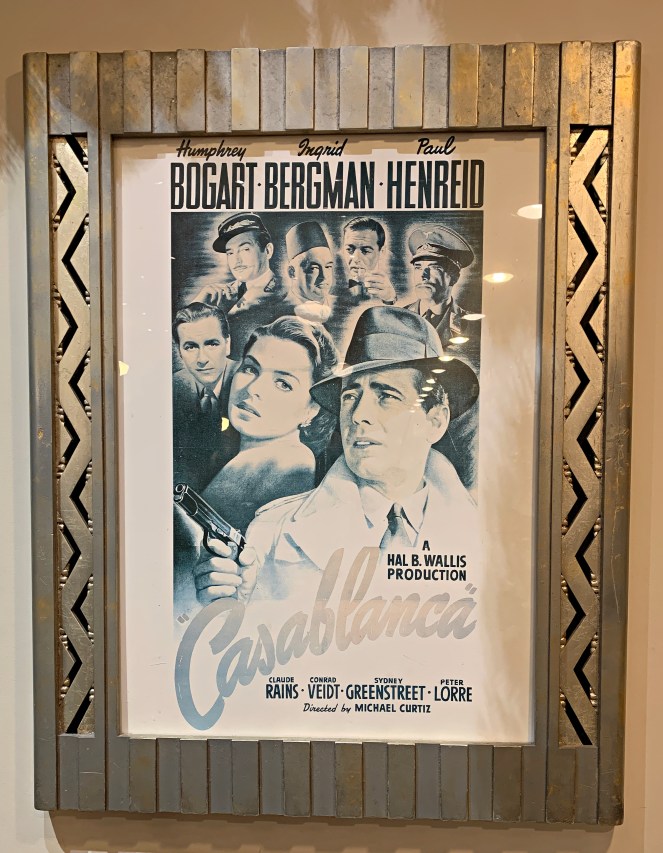 Humphrey Ingrid Paul
BOGART · BERGMAN · HENREID
A
HAL B. WALLIS
PRODUCTION
"Casablanca"
CLAUDE CONRAD SYDNEY PETER
RAINS · VEIDT · GREENSTREET · LORRE
Directed by MICHAEL CURTIZ